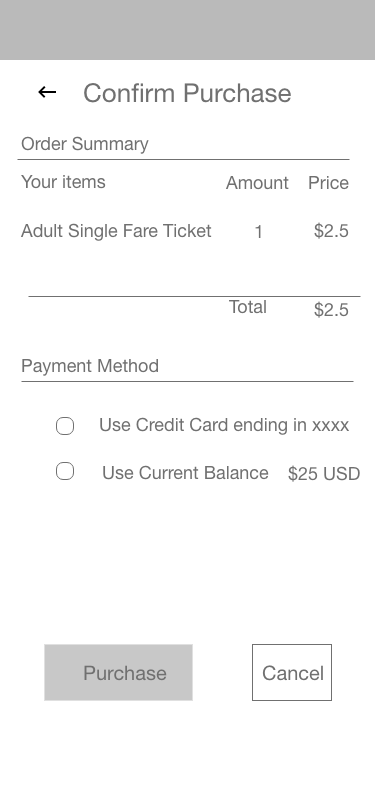 Confirm Purchase
Order Summary
Your items Amount Price
Adult Single Fare Ticket 1 $2.5
Total $2.5
Payment Method
Use Credit Card ending in xxxx
Use Current Balance $25 USD
Purchase Cancel